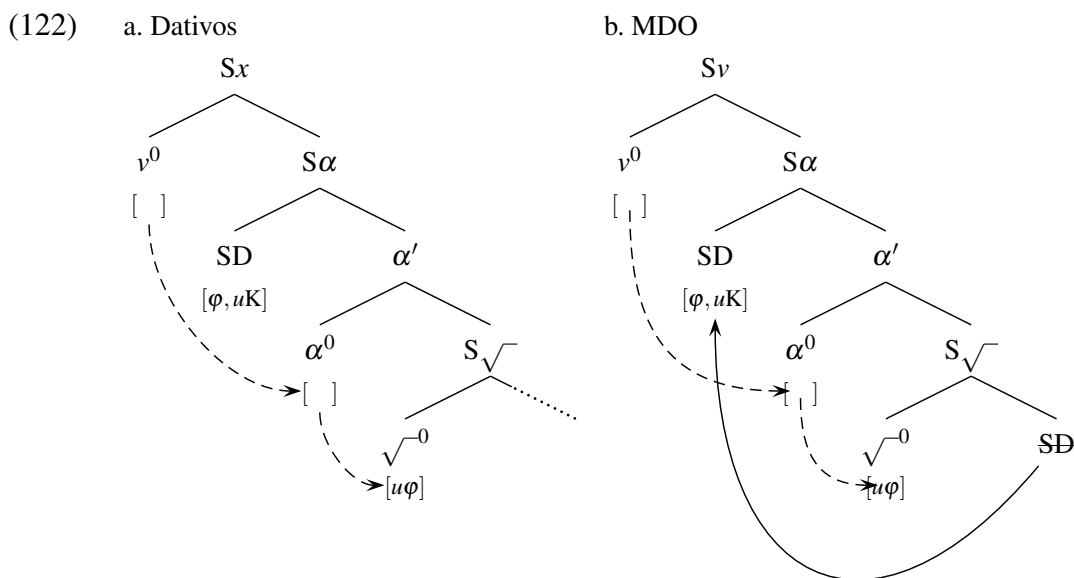 (122) a. Dativos b. MDO
Sx Sv
v⁰ Sα v⁰ Sα
[ ] [ ]
SD α′ SD α′
[φ, uK] [φ, uK]
α⁰ S√ α⁰ S√
[ ] [ ]
√⁰ √⁰ SD
[uφ] [uφ]